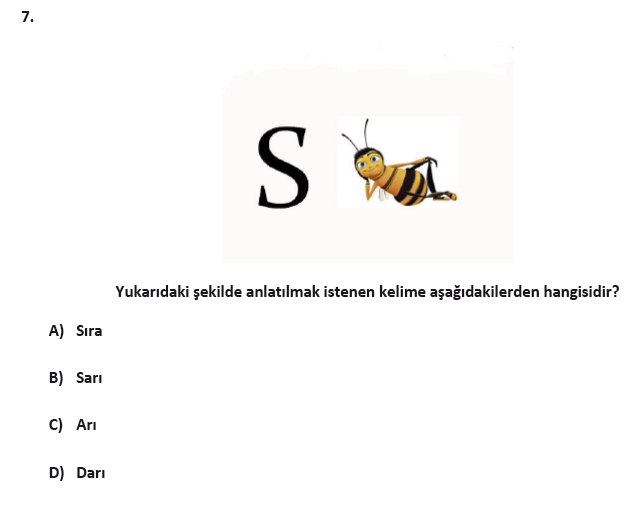 7.
S
Yukarıdaki şekilde anlatılmak istenen kelime aşağıdakilerden hangisidir?
A) Sıra
B) Sarı
C) Arı
D) Darı